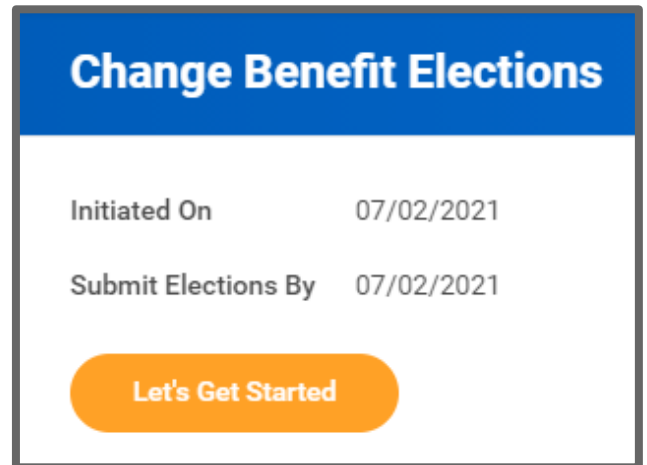 Change Benefit Elections
Initiated On 07/02/2021
Submit Elections By 07/02/2021
Let's Get Started